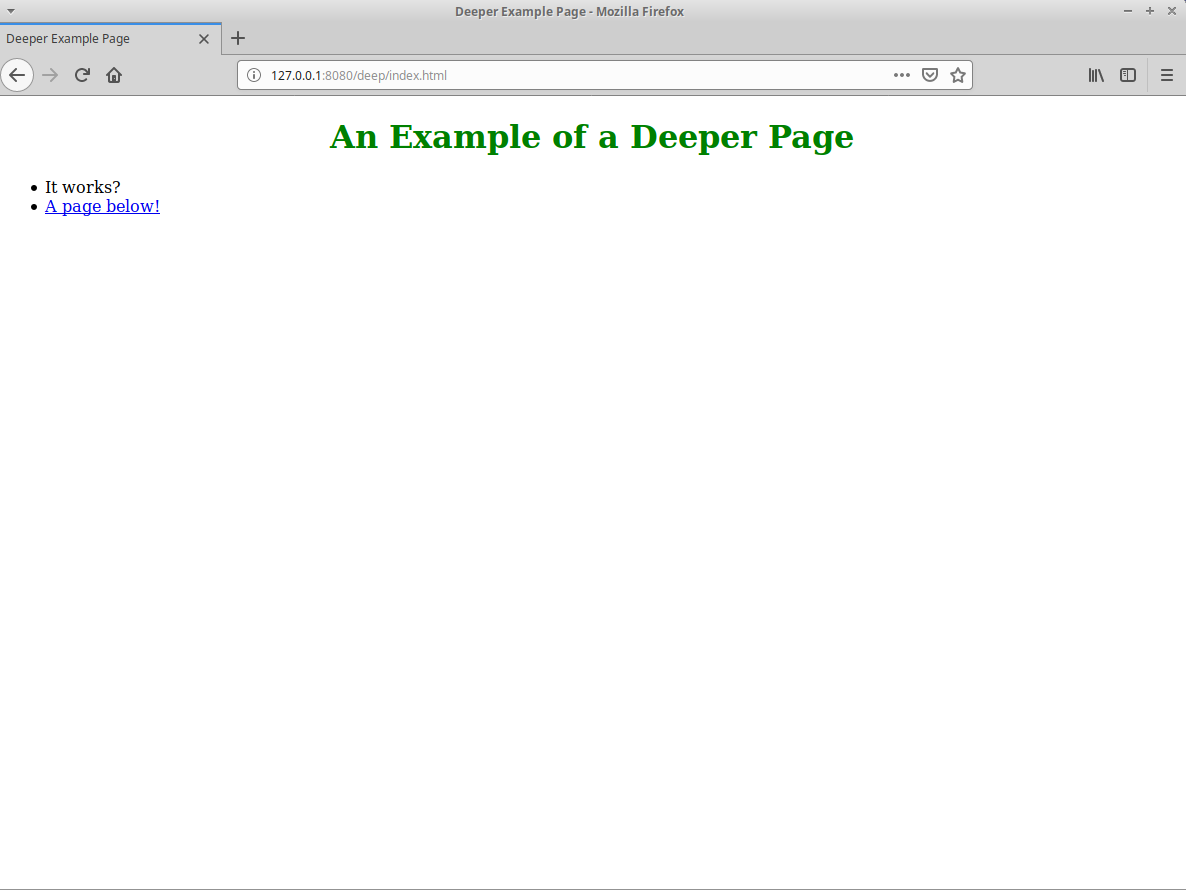 Deeper Example Page - Mozilla Firefox
Deeper Example Page
127.0.0.1:8080/deep/index.html
An Example of a Deeper Page
It works?
A page below!